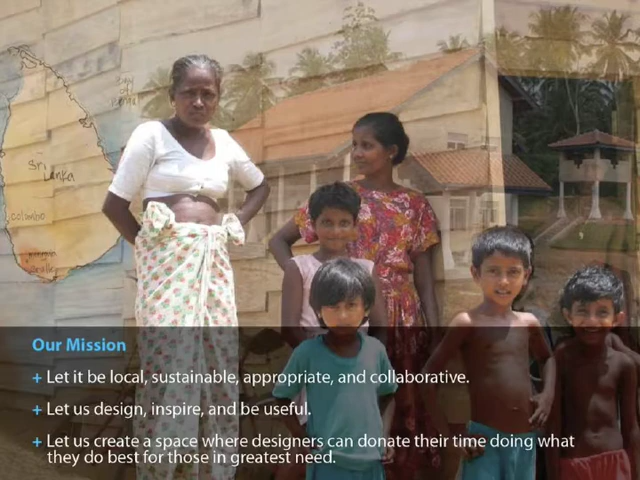 Bay
of
Sri
Lanka
Colombo
Our Mission
+ Let it be local, sustainable, appropriate, and collaborative.
+ Let us design, inspire, and be useful.
+ Let us create a space where designers can donate their time doing what
they do best for those in greatest need.